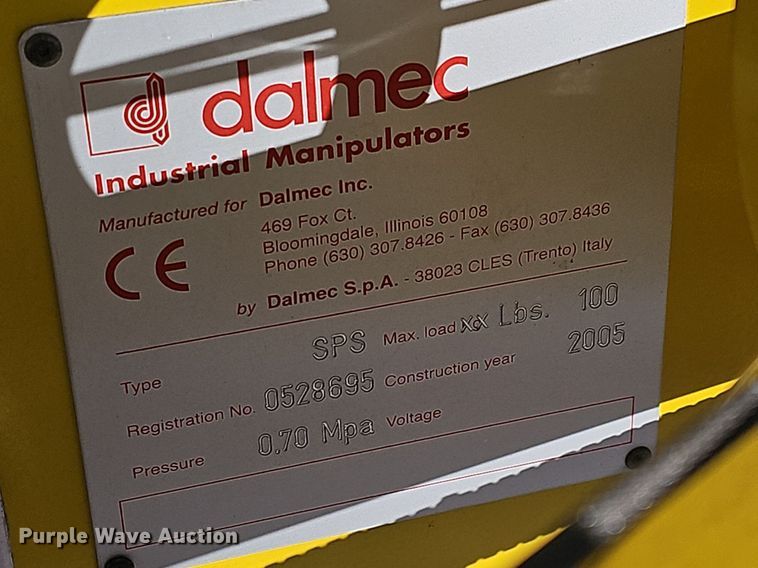 dalmec
Industrial Manipulators
Manufactured for Dalmec Inc.
469 Fox Ct.
Bloomingdale, Illinois 60108
Phone (630) 307.8426 - Fax (630) 307.8436
CE
by Dalmec S.p.A. - 38023 CLES (Trento) Italy
Type SPS Max. load xx Lbs. 100
Registration No. 0528695 Construction year 2005
Pressure 0.70 Mpa Voltage
Purple Wave Auction